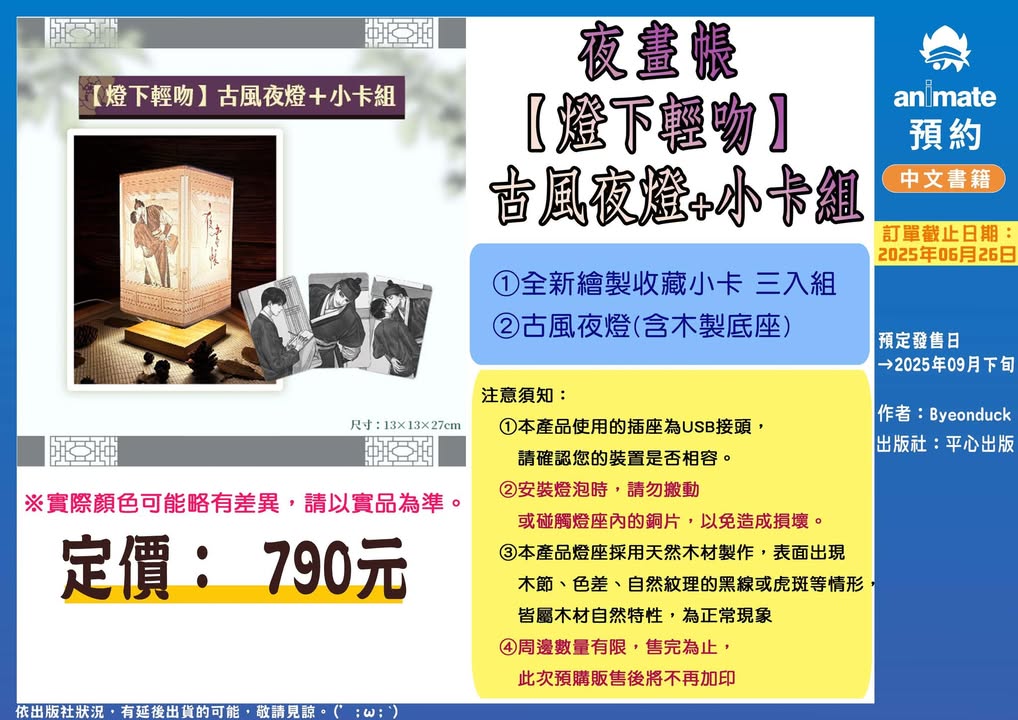 【燈下輕吻】古風夜燈＋小卡組
夜畫帳
尺寸：13×13×27cm
※實際顏色可能略有差異，請以實品為準。
定價： 790元
夜畫帳
【燈下輕吻】
古風夜燈+小卡組
①全新繪製收藏小卡 三入組
②古風夜燈(含木製底座)
注意須知：
①本產品使用的插座為USB接頭，
請確認您的裝置是否相容。
②安裝燈泡時，請勿搬動
或碰觸燈座內的銅片，以免造成損壞。
③本產品燈座採用天然木材製作，表面出現
木節、色差、自然紋理的黑線或虎斑等情形，
皆屬木材自然特性，為正常現象
④周邊數量有限，售完為止，
此次預購販售後將不再加印
animate
預約
中文書籍
訂單截止日期：
2025年06月26日
預定發售日
→2025年09月下旬
作者：Byeonduck
出版社：平心出版
依出版社狀況，有延後出貨的可能，敬請見諒。(´;ω;`)